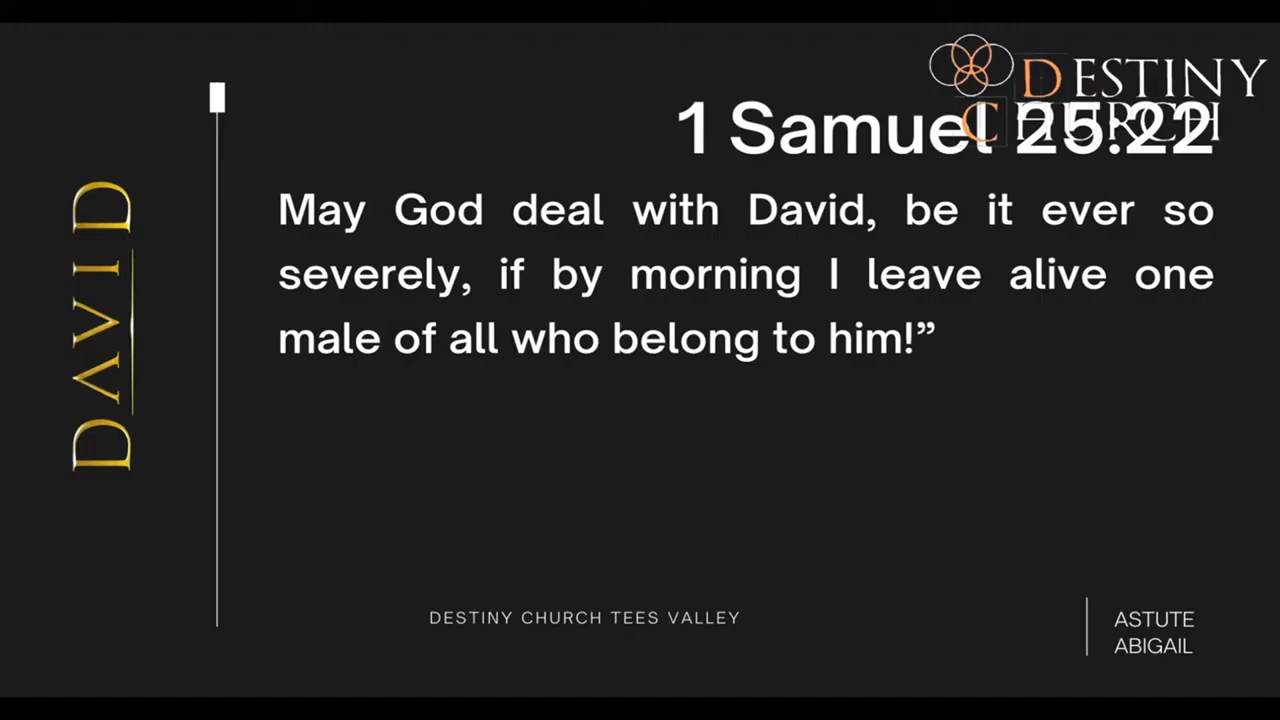 DESTINY
CHURCH
1 Samuel 25:22
May God deal with David, be it ever so
severely, if by morning I leave alive one
male of all who belong to him!”
DAVID
DESTINY CHURCH TEES VALLEY
ASTUTE
ABIGAIL